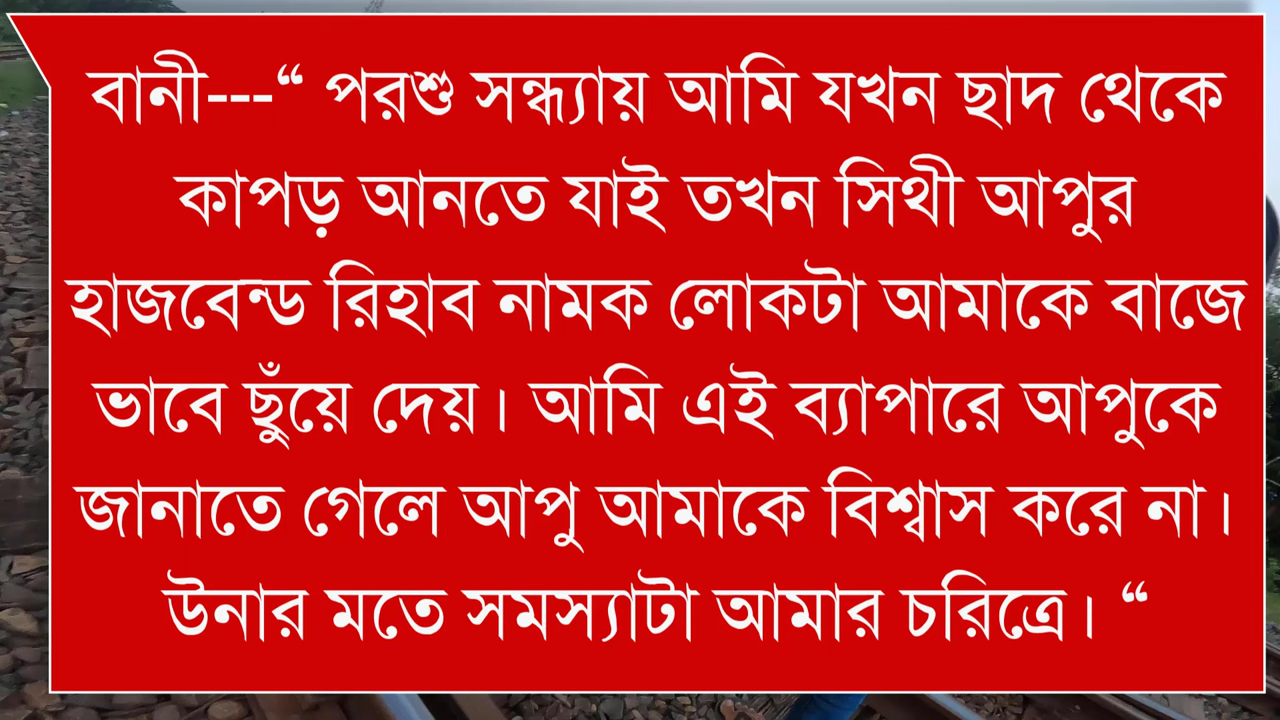 বানী---“ পরশু সন্ধ্যায় আমি যখন ছাদ থেকে
কাপড় আনতে যাই তখন সিথী আপুর
হাজবেন্ড রিহাব নামক লোকটা আমাকে বাজে
ভাবে ছুঁয়ে দেয়। আমি এই ব্যাপারে আপুকে
জানাতে গেলে আপু আমাকে বিশ্বাস করে না।
উনার মতে সমস্যাটা আমার চরিত্রে। “